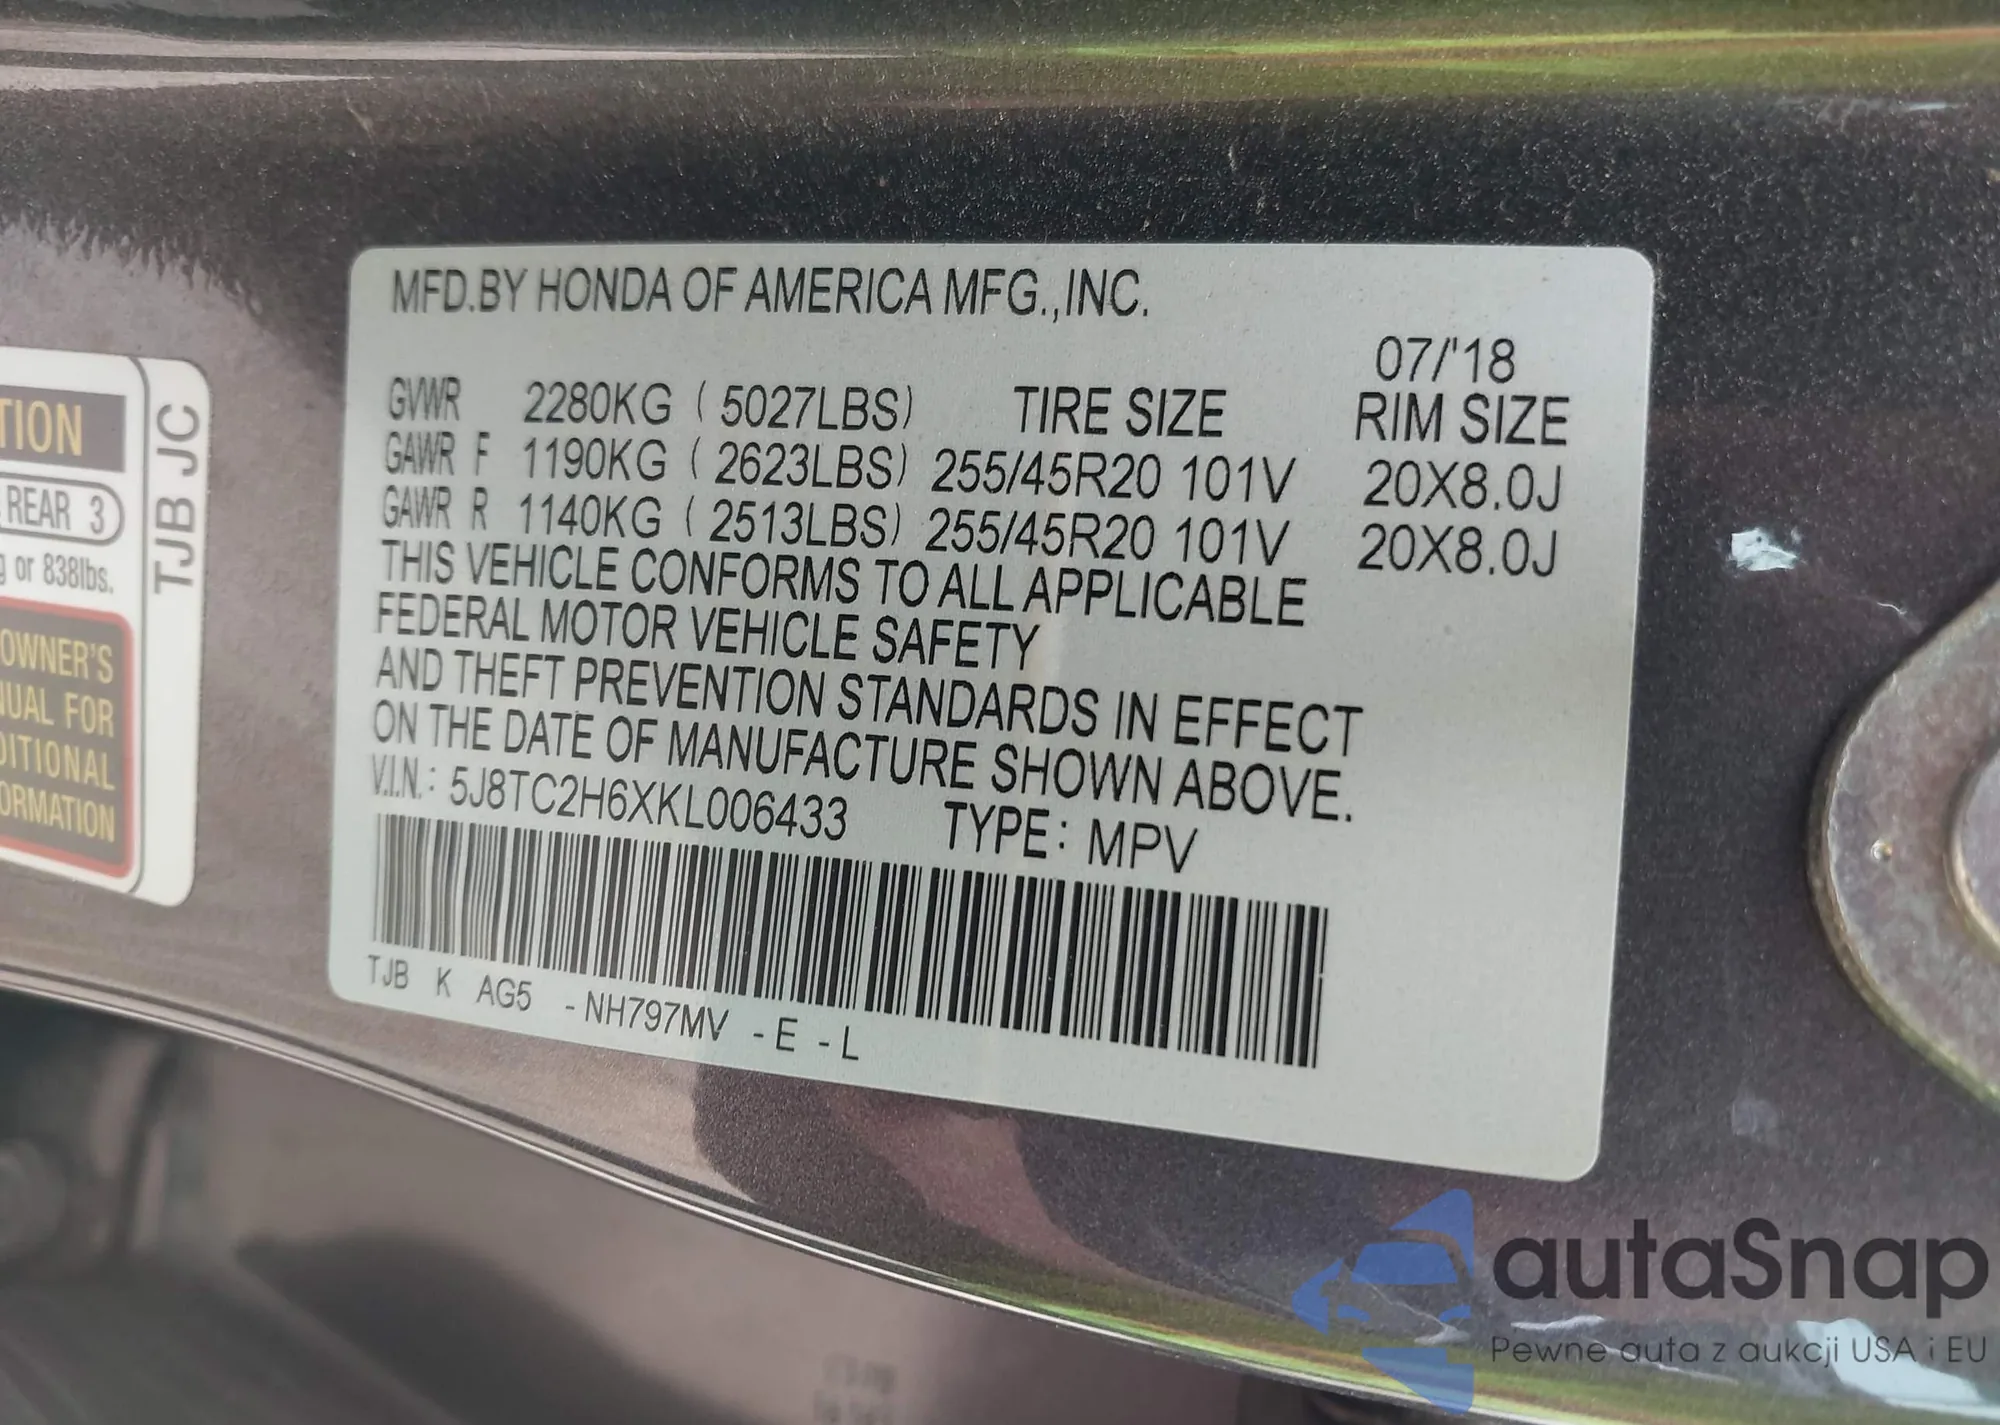 MFD.BY HONDA OF AMERICA MFG.,INC.
07/'18
GVWR 2280KG ( 5027LBS) TIRE SIZE RIM SIZE
GAWR F 1190KG ( 2623LBS) 255/45R20 101V 20X8.0J
GAWR R 1140KG ( 2513LBS) 255/45R20 101V 20X8.0J
THIS VEHICLE CONFORMS TO ALL APPLICABLE
FEDERAL MOTOR VEHICLE SAFETY
AND THEFT PREVENTION STANDARDS IN EFFECT
ON THE DATE OF MANUFACTURE SHOWN ABOVE.
V.I.N.: 5J8TC2H6XKL006433 TYPE: MPV
TJB K AG5 -NH797MV -E -L
TION
REAR 3
g or 838lbs.
OWNER'S
NUAL FOR
DITIONAL
ORMATION
TJB JC
autaSnap
Pewne auta z aukcji USA i EU